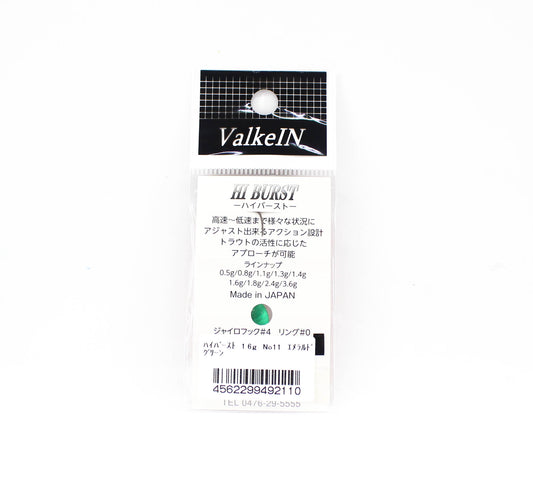 ValkeIN
HI BURST
ーハイバーストー
高速～低速まで様々な状況に
アジャスト出来るアクション設計
トラウトの活性に応じた
アプローチが可能
ラインナップ
0.5g/0.8g/1.1g/1.3g/1.4g
1.6g/1.8g/2.4g/3.6g
Made in JAPAN
ジャイロフック#4 リング#0
ハイバースト 1.6g No11 エメラルド
グリーン
4562299492110
TEL 0476-29-5555